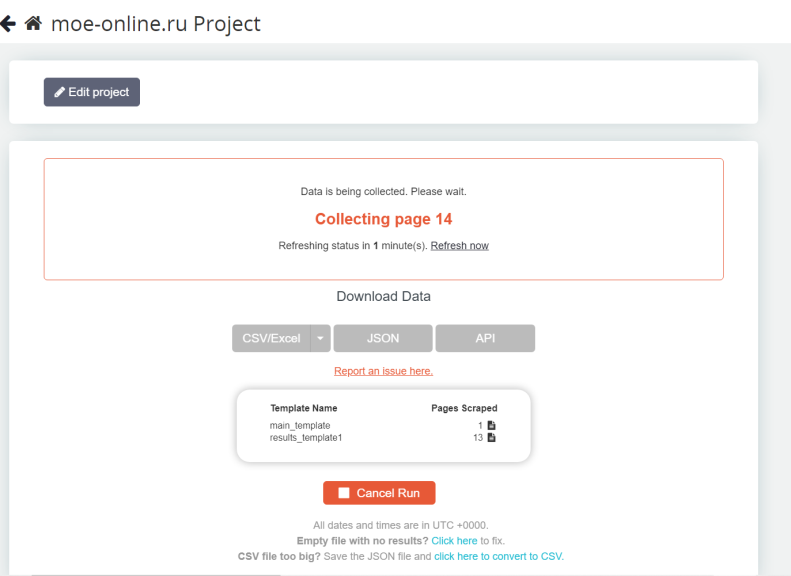 moe-online.ru Project
Edit project
Data is being collected. Please wait.
Collecting page 14
Refreshing status in 1 minute(s). Refresh now
Download Data
CSV/Excel JSON API
Report an issue here.
Template Name Pages Scraped
main_template 1
results_template1 13
Cancel Run
All dates and times are in UTC +0000.
Empty file with no results? Click here to fix.
CSV file too big? Save the JSON file and click here to convert to CSV.